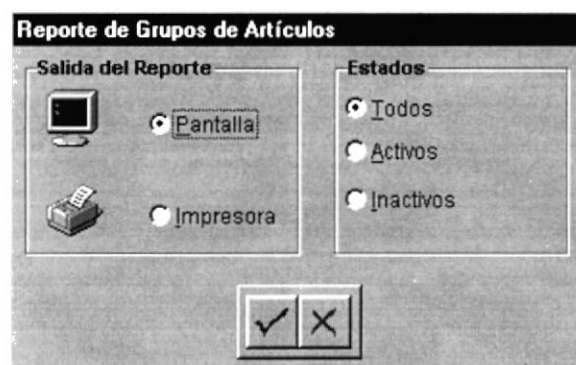 Reporte de Grupos de Artículos
Salida del Reporte
Pantalla
Impresora
Estados
Todos
Activos
Inactivos